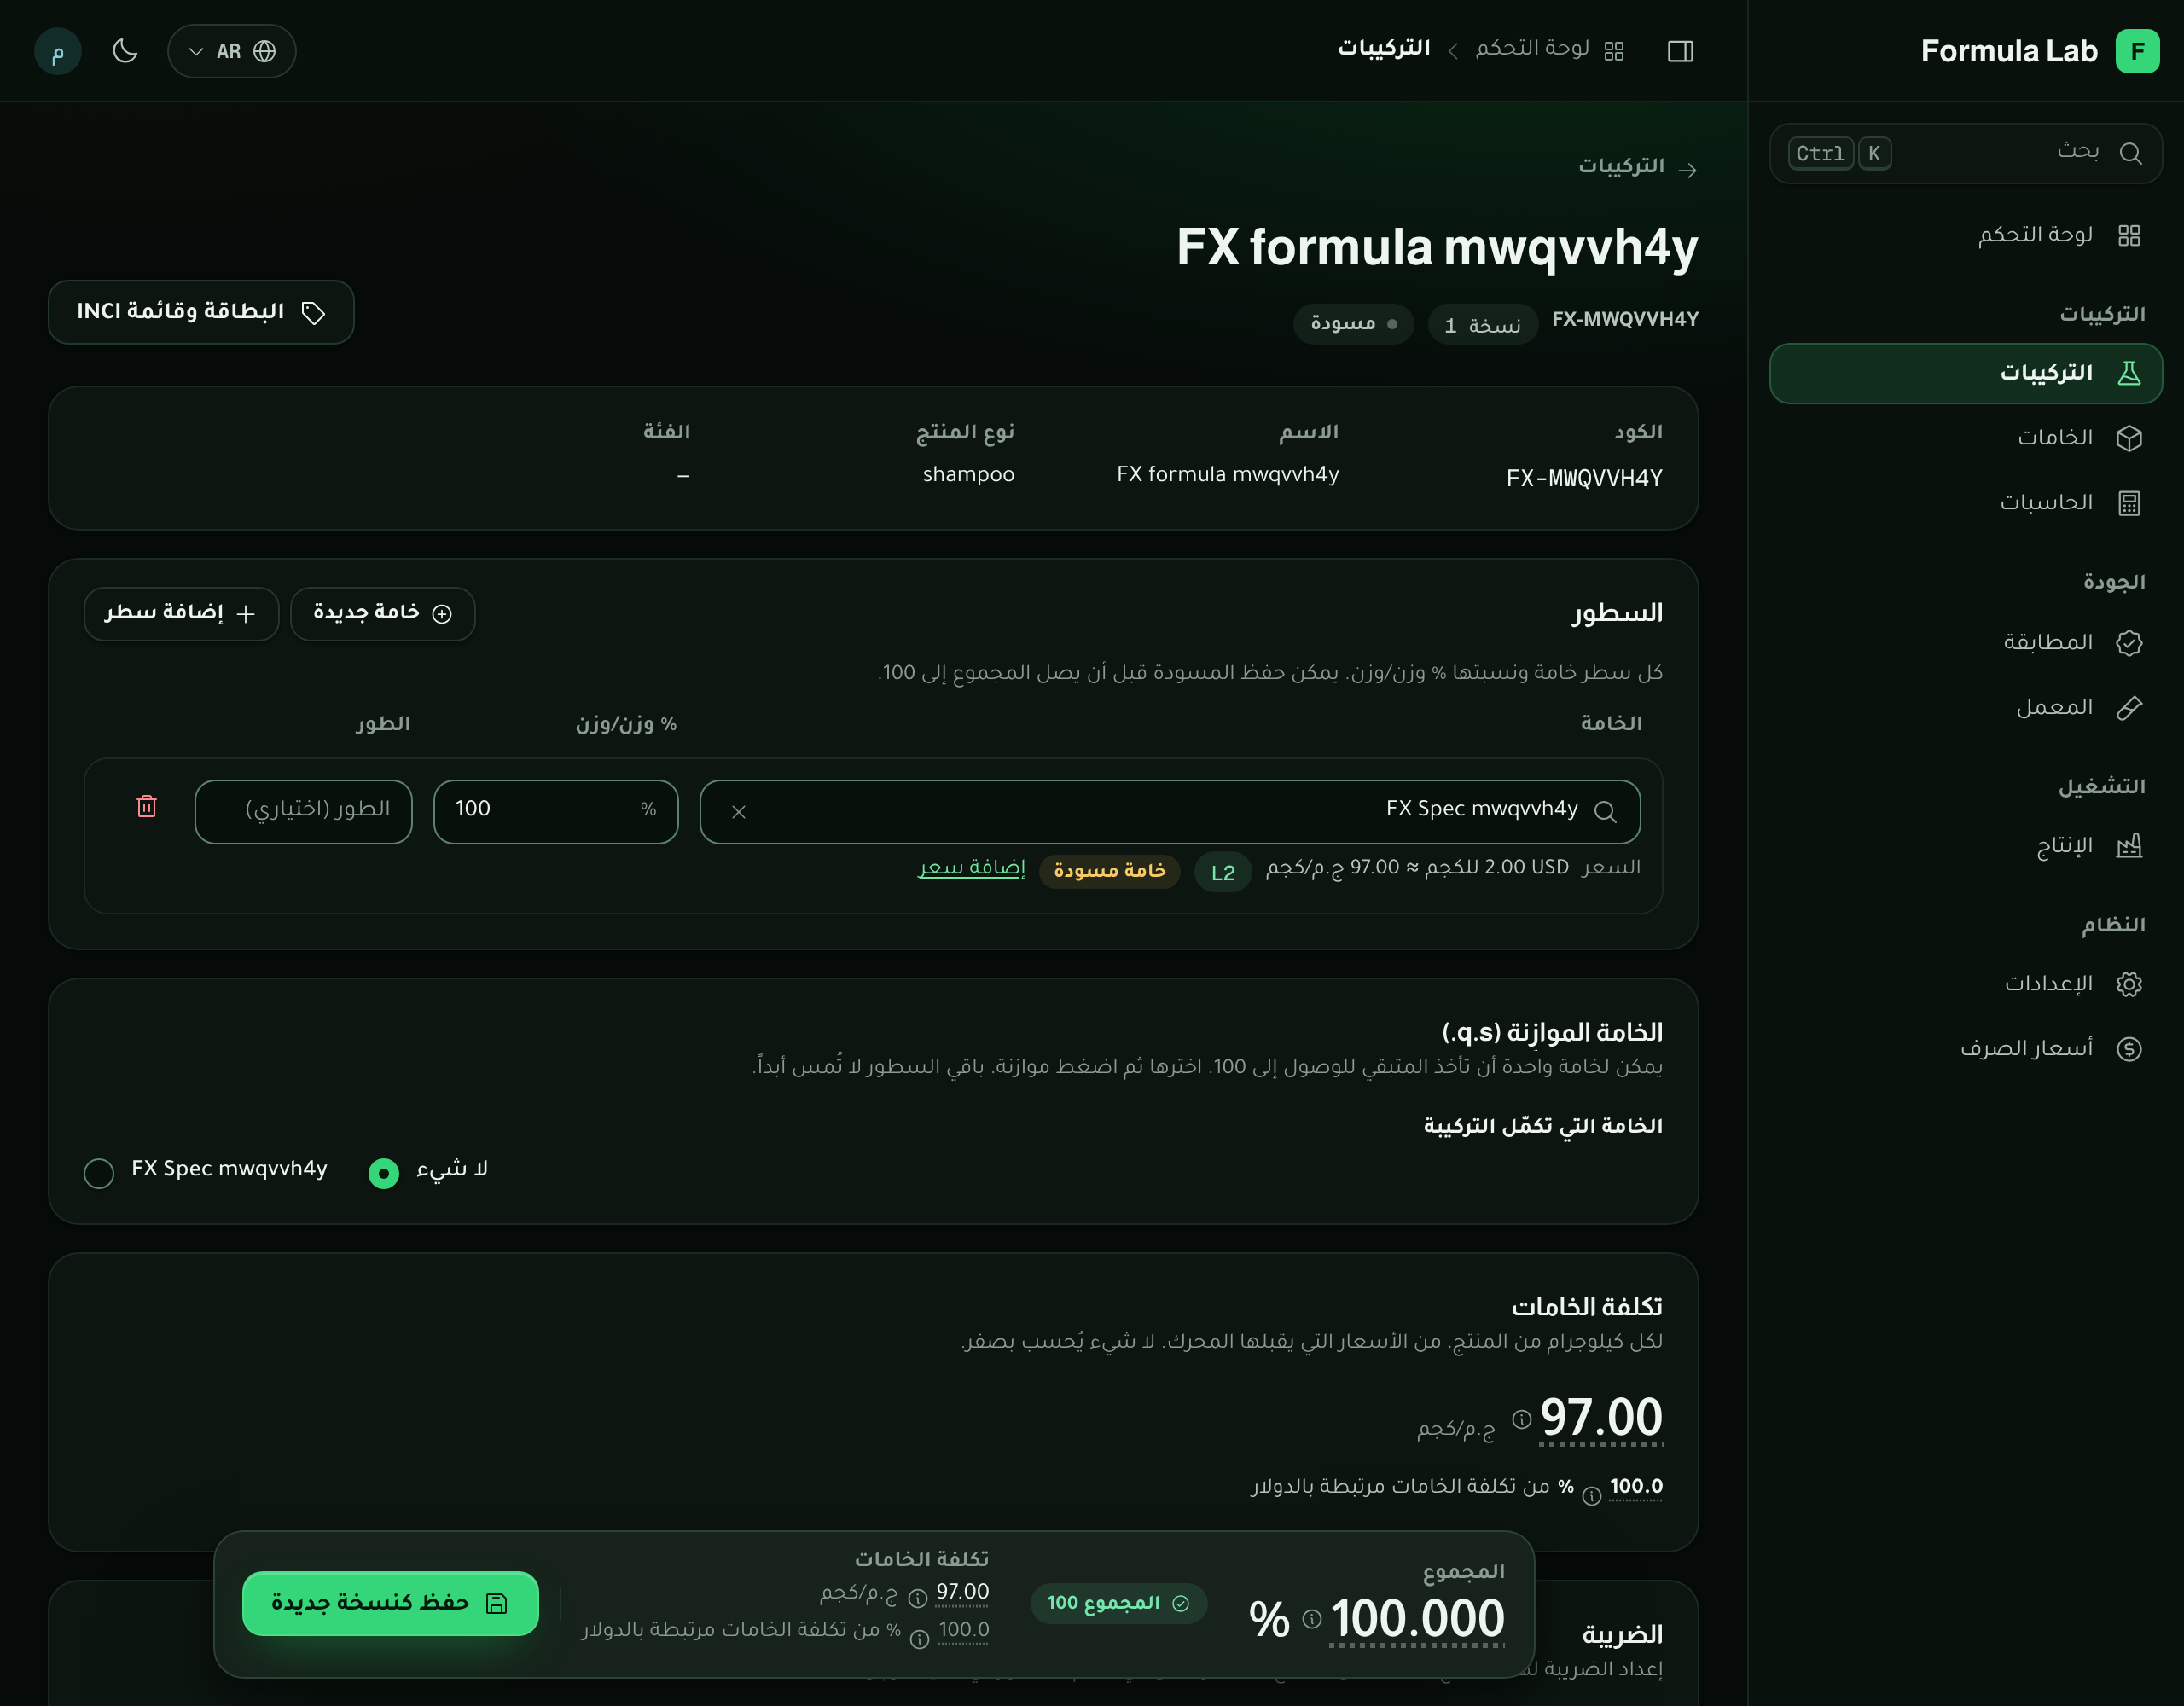 Formula Lab
F
بحث
Ctrl K
لوحة التحكم
التركيبات
التركيبات
الخامات
الحاسبات
الجودة
المطابقة
المعمل
التشغيل
الإنتاج
النظام
الإعدادات
أسعار الصرف
لوحة التحكم
التركيبات
AR
م
التركيبات
FX formula mwqvvh4y
FX-MWQVVH4Y
نسخة 1
مسودة
البطاقة وقائمة INCI
الكود
الاسم
نوع المنتج
الفئة
FX-MWQVVH4Y
FX formula mwqvvh4y
shampoo
–
السطور
خامة جديدة
إضافة سطر
كل سطر خامة ونسبتها % وزن/وزن. يمكن حفظ المسودة قبل أن يصل المجموع إلى 100.
الخامة
% وزن/وزن
الطور
FX Spec mwqvvh4y
%
100
الطور (اختياري)
السعر
2.00 USD للكجم ≈ 97.00 ج.م/كجم
L2
خامة مسودة
إضافة سعر
الخامة الموازنة (q.s.)
يمكن لخامة واحدة أن تأخذ المتبقي للوصول إلى 100. اخترها ثم اضغط موازنة. باقي السطور لا تُمس أبداً.
الخامة التي تكمّل التركيبة
لا شيء
FX Spec mwqvvh4y
تكلفة الخامات
لكل كيلوجرام من المنتج، من الأسعار التي يقبلها المحرك. لا شيء يُحسب بصفر.
97.00 ج.م/كجم
100.0 % من تكلفة الخامات مرتبطة بالدولار
المجموع
100.000 %
المجموع 100
تكلفة الخامات
97.00 ج.م/كجم
100.0 % من تكلفة الخامات مرتبطة بالدولار
حفظ كنسخة جديدة
الضريبة
إعداد الضريبة